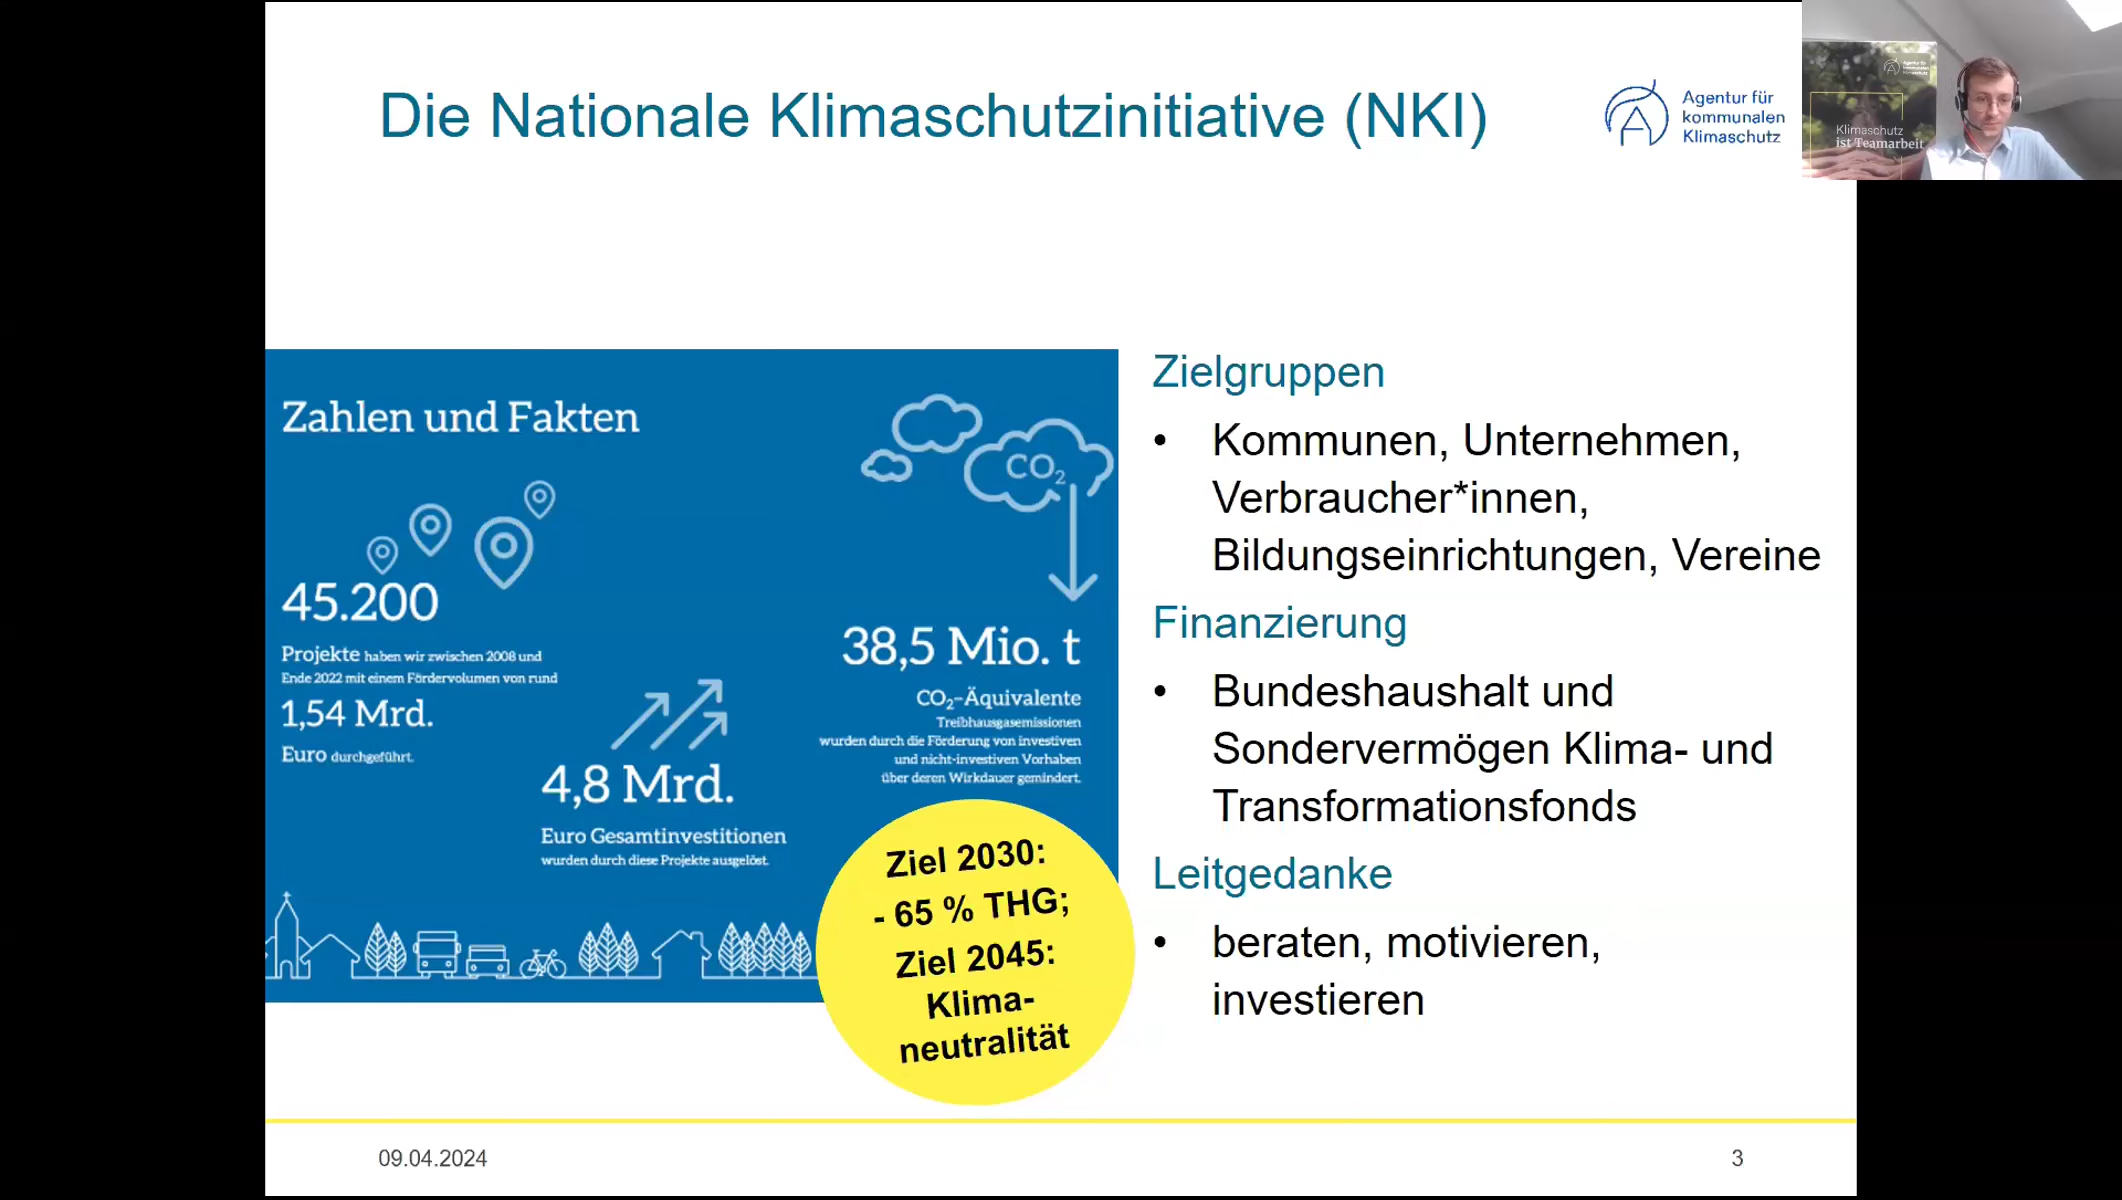 Die Nationale Klimaschutzinitiative (NKI)
Agentur für
kommunalen
Klimaschutz
Agentur für
kommunalen
Klimaschutz
Klimaschutz
ist Teamarbeit
Zahlen und Fakten
CO₂
45.200
Projekte haben wir zwischen 2008 und
Ende 2022 mit einem Fördervolumen von rund
1,54 Mrd.
Euro durchgeführt.
4,8 Mrd.
Euro Gesamtinvestitionen
wurden durch diese Projekte ausgelöst.
38,5 Mio. t
CO₂-Äquivalente
Treibhausgasemissionen
wurden durch die Förderung von investiven
und nicht-investiven Vorhaben
über deren Wirkdauer gemindert.
Ziel 2030:
- 65 % THG;
Ziel 2045:
Klima-
neutralität
Zielgruppen
• Kommunen, Unternehmen,
Verbraucher*innen,
Bildungseinrichtungen, Vereine
Finanzierung
• Bundeshaushalt und
Sondervermögen Klima- und
Transformationsfonds
Leitgedanke
• beraten, motivieren,
investieren
09.04.2024
3